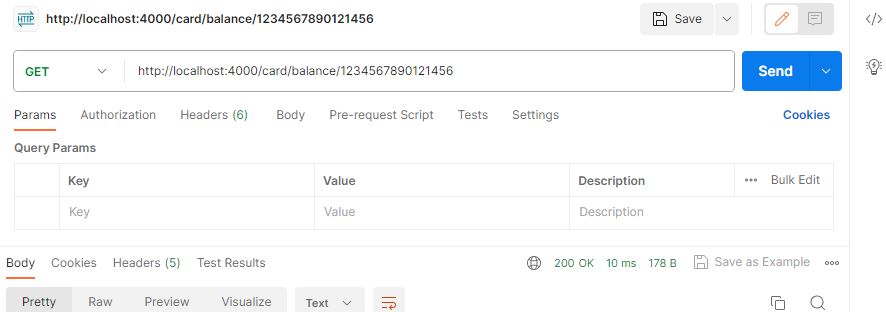 HTTP http://localhost:4000/card/balance/1234567890121456 Save
GET http://localhost:4000/card/balance/1234567890121456 Send
Params Authorization Headers (6) Body Pre-request Script Tests Settings Cookies
Query Params
Key Value Description ••• Bulk Edit
Key Value Description
Body Cookies Headers (5) Test Results 200 OK 10 ms 178 B Save as Example
Pretty Raw Preview Visualize Text